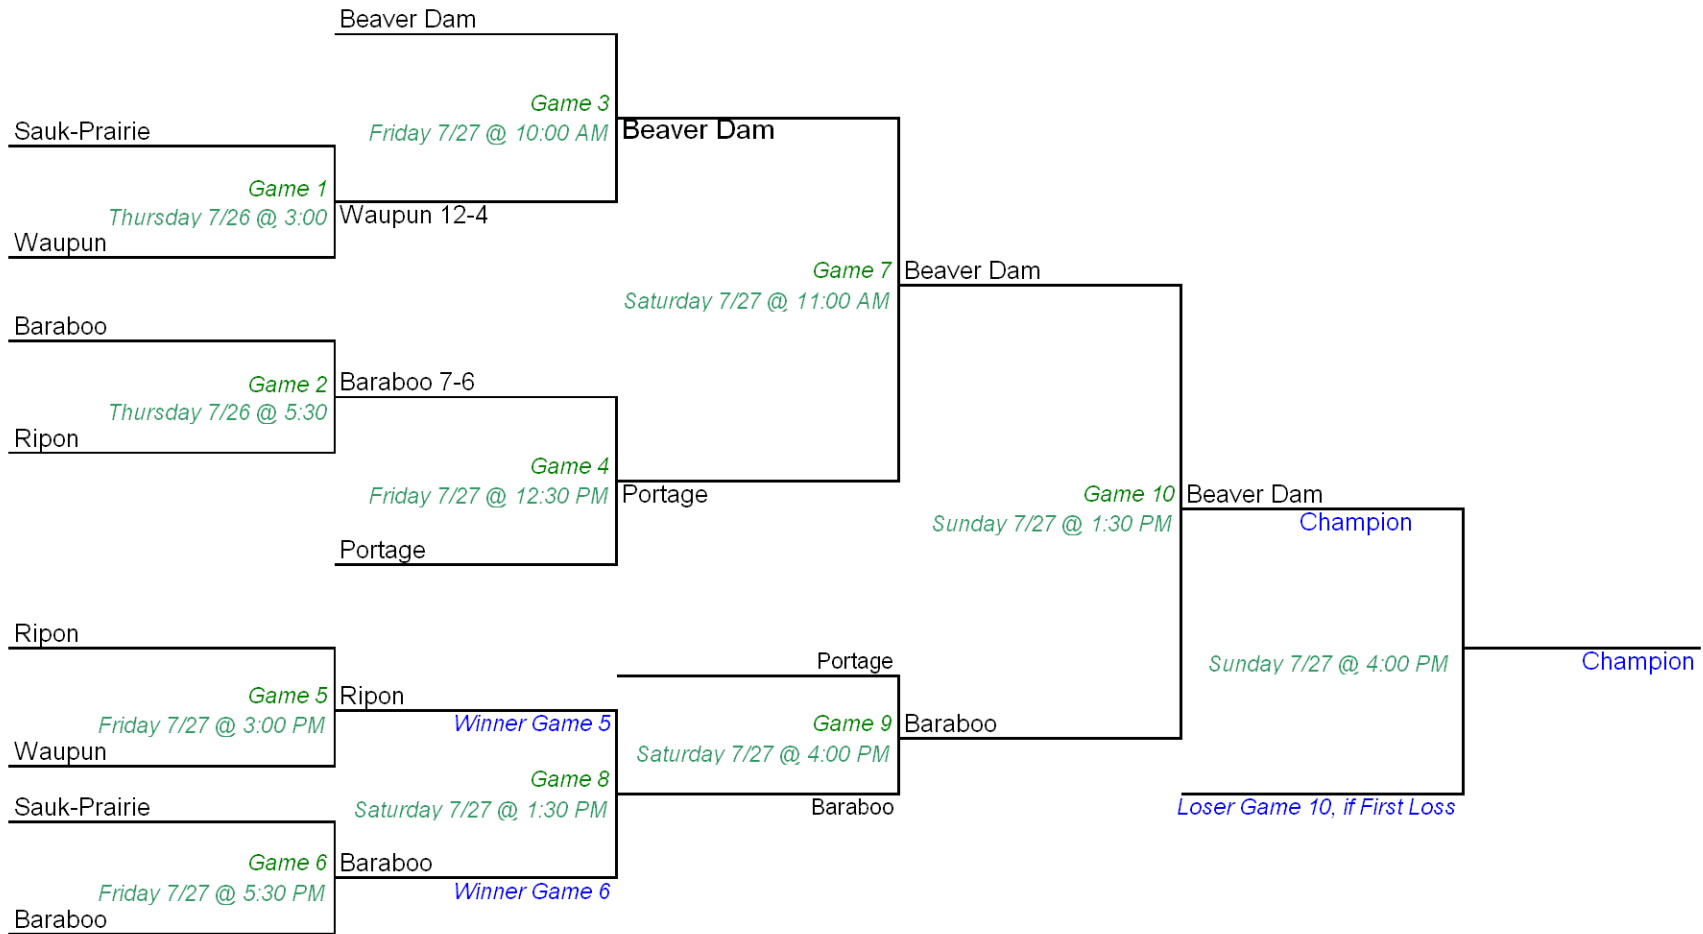 Beaver Dam
Game 3
Friday 7/27 @ 10:00 AM
Beaver Dam
Sauk-Prairie
Game 1
Thursday 7/26 @ 3:00
Waupun 12-4
Waupun
Game 7
Saturday 7/27 @ 11:00 AM
Beaver Dam
Baraboo
Game 2
Thursday 7/26 @ 5:30
Baraboo 7-6
Ripon
Game 4
Friday 7/27 @ 12:30 PM
Portage
Portage
Game 10
Sunday 7/27 @ 1:30 PM
Beaver Dam
Champion
Ripon
Game 5
Friday 7/27 @ 3:00 PM
Ripon
Winner Game 5
Waupun
Portage
Game 9
Saturday 7/27 @ 4:00 PM
Baraboo
Sunday 7/27 @ 4:00 PM
Champion
Game 8
Saturday 7/27 @ 1:30 PM
Baraboo
Loser Game 10, if First Loss
Sauk-Prairie
Game 6
Friday 7/27 @ 5:30 PM
Baraboo
Winner Game 6
Baraboo